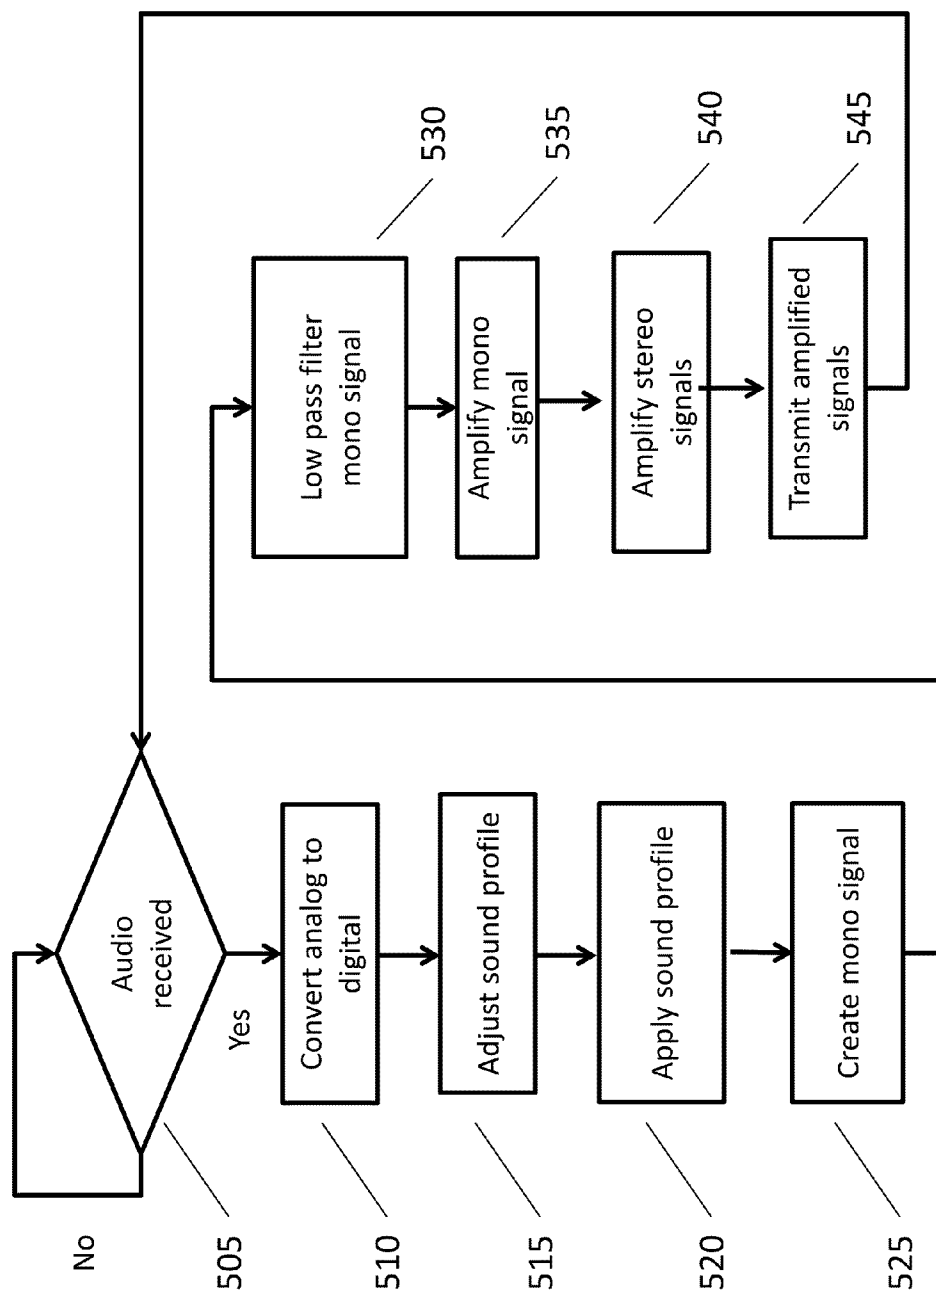 No
Audio
received
Yes
505
Convert analog to
digital
510
Adjust sound profile
515
Apply sound profile
520
Create mono signal
525
Low pass filter
mono signal
530
Amplify mono
signal
535
Amplify stereo
signals
540
Transmit amplified
signals
545